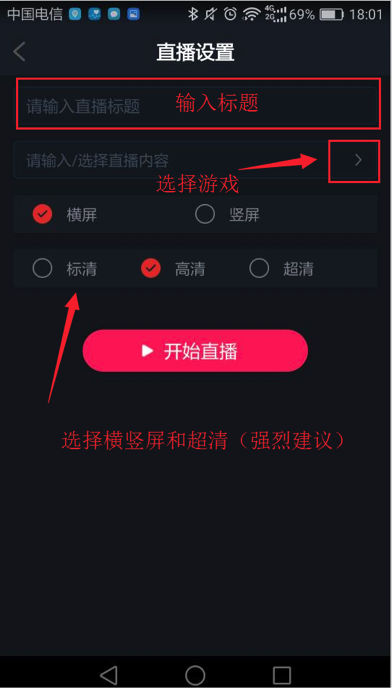 中国电信 4G 2G 69% 18:01
直播设置
请输入直播标题 输入标题
请输入/选择直播内容
选择游戏
横屏 竖屏
标清 高清 超清
开始直播
选择横竖屏和超清（强烈建议）